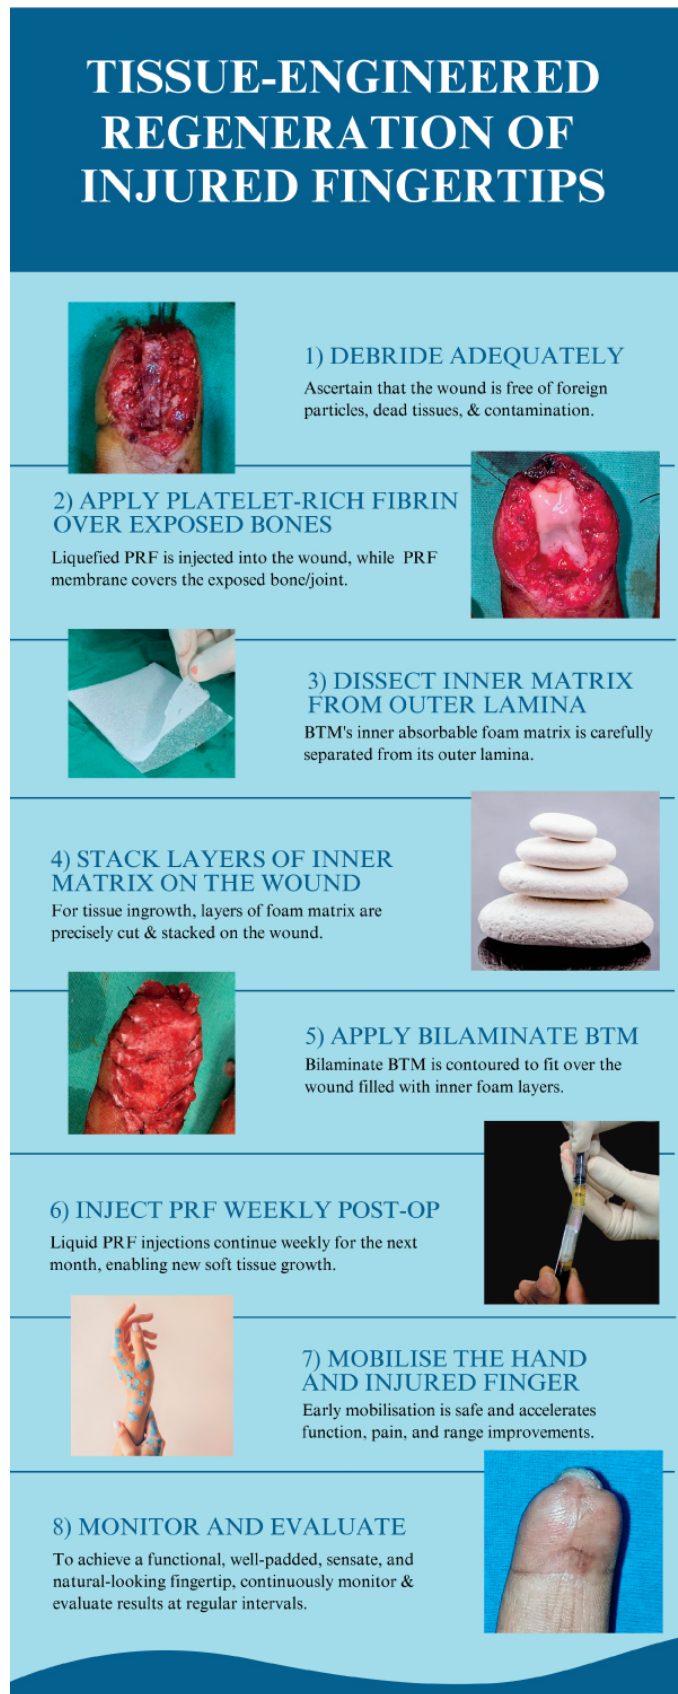 TISSUE-ENGINEERED
REGENERATION OF
INJURED FINGERTIPS
1) DEBRIDE ADEQUATELY
Ascertain that the wound is free of foreign
particles, dead tissues, & contamination.
2) APPLY PLATELET-RICH FIBRIN
OVER EXPOSED BONES
Liquefied PRF is injected into the wound, while PRF
membrane covers the exposed bone/joint.
3) DISSECT INNER MATRIX
FROM OUTER LAMINA
BTM's inner absorbable foam matrix is carefully
separated from its outer lamina.
4) STACK LAYERS OF INNER
MATRIX ON THE WOUND
For tissue ingrowth, layers of foam matrix are
precisely cut & stacked on the wound.
5) APPLY BILAMINATE BTM
Bilaminate BTM is contoured to fit over the
wound filled with inner foam layers.
6) INJECT PRF WEEKLY POST-OP
Liquid PRF injections continue weekly for the next
month, enabling new soft tissue growth.
7) MOBILISE THE HAND
AND INJURED FINGER
Early mobilisation is safe and accelerates
function, pain, and range improvements.
8) MONITOR AND EVALUATE
To achieve a functional, well-padded, sensate, and
natural-looking fingertip, continuously monitor &
evaluate results at regular intervals.